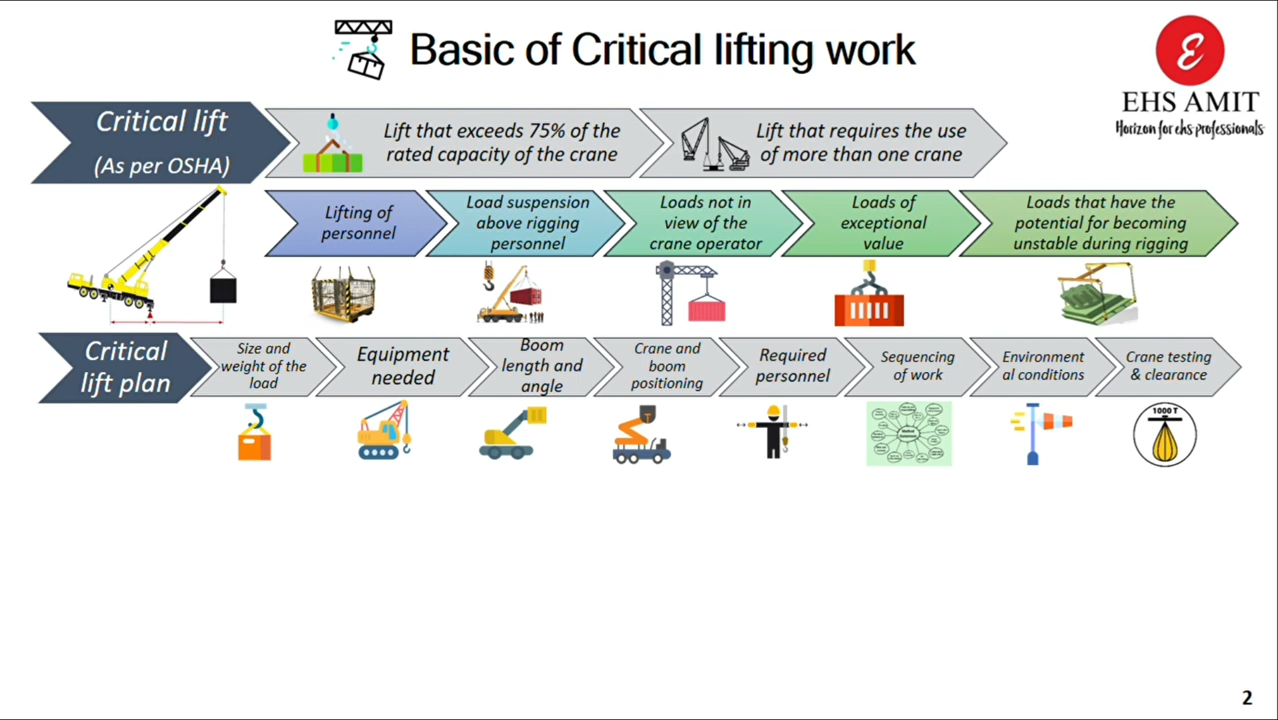 Basic of Critical lifting work
EHS AMIT
Horizon for ehs professionals
Critical lift
(As per OSHA)
Lift that exceeds 75% of the
rated capacity of the crane
Lift that requires the use
of more than one crane
Lifting of
personnel
Load suspension
above rigging
personnel
Loads not in
view of the
crane operator
Loads of
exceptional
value
Loads that have the
potential for becoming
unstable during rigging
Critical
lift plan
Size and
weight of the
load
Equipment
needed
Boom
length and
angle
Crane and
boom
positioning
Required
personnel
Sequencing
of work
Environment
al conditions
Crane testing
& clearance
1000 T
2